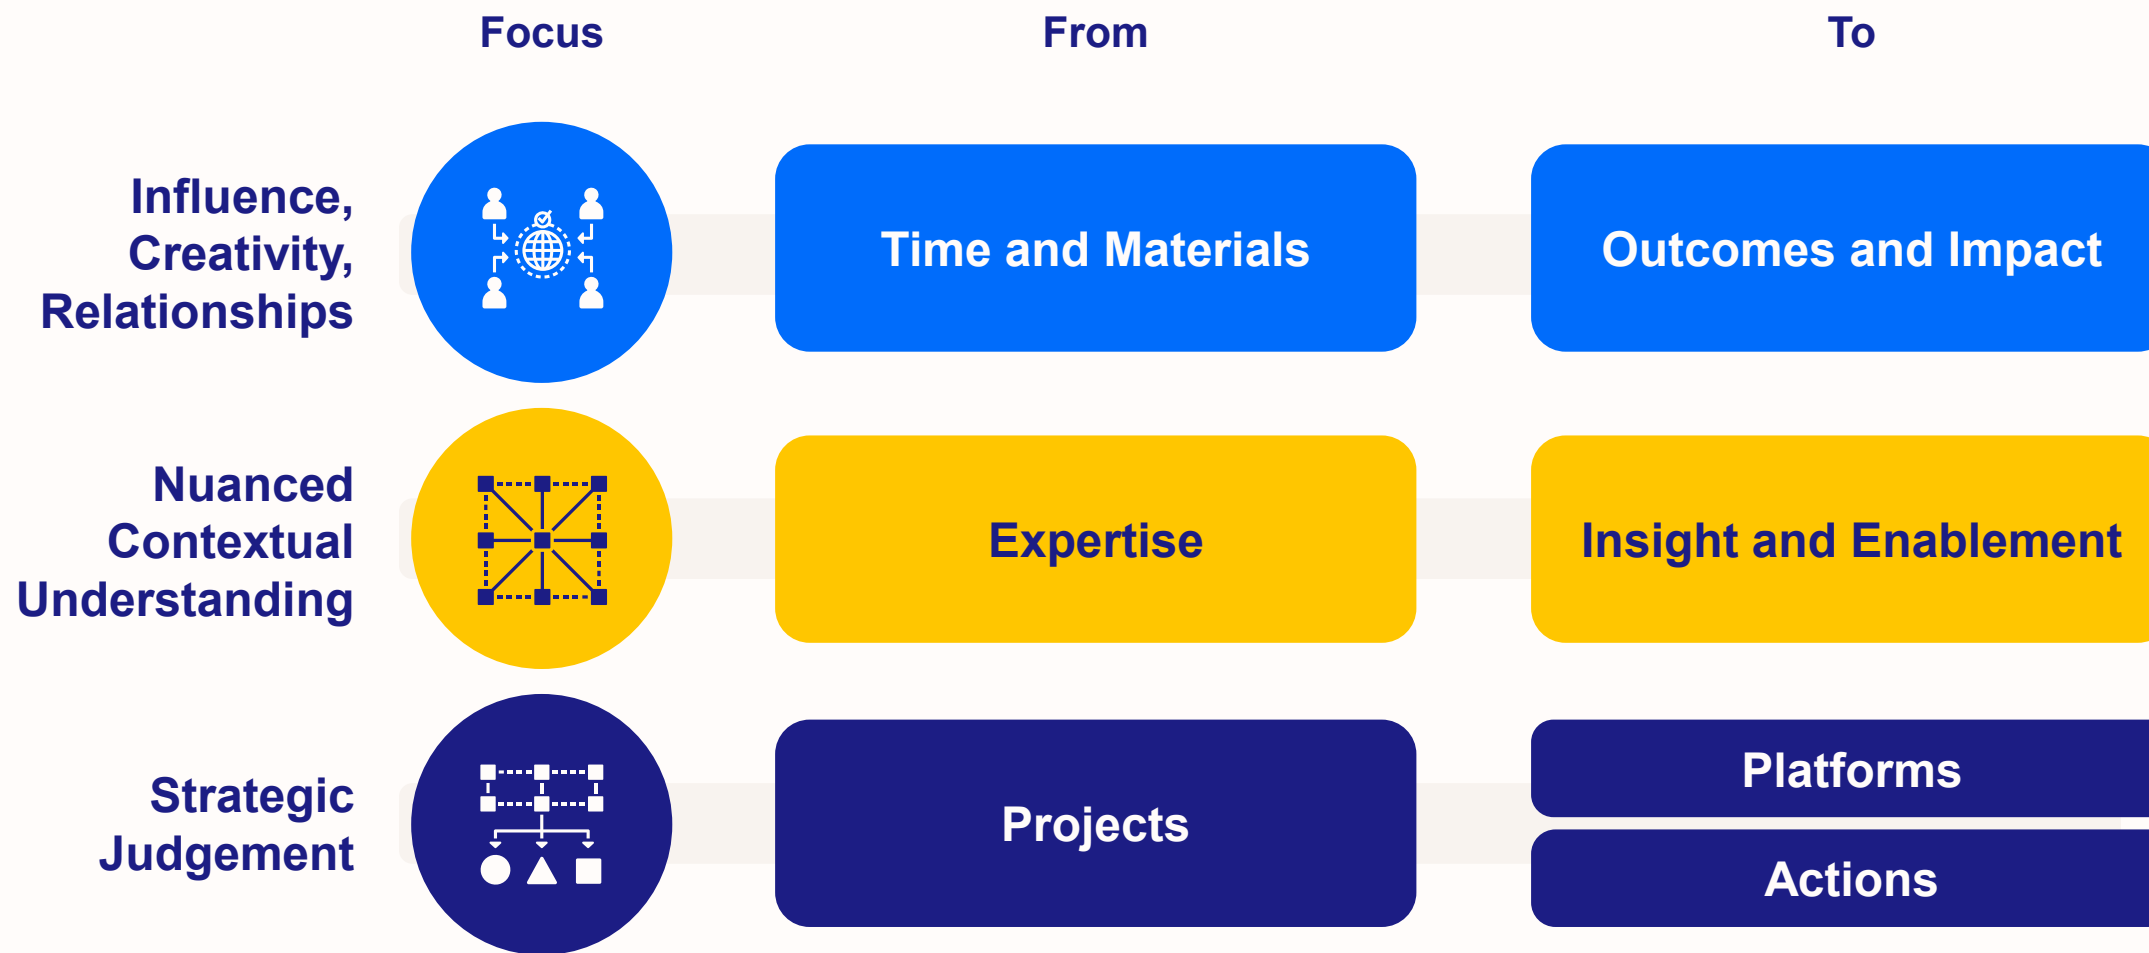 Focus
From
To
Influence,
Creativity,
Relationships
Time and Materials
Outcomes and Impact
Nuanced
Contextual
Understanding
Expertise
Insight and Enablement
Strategic
Judgement
Projects
Platforms
Actions